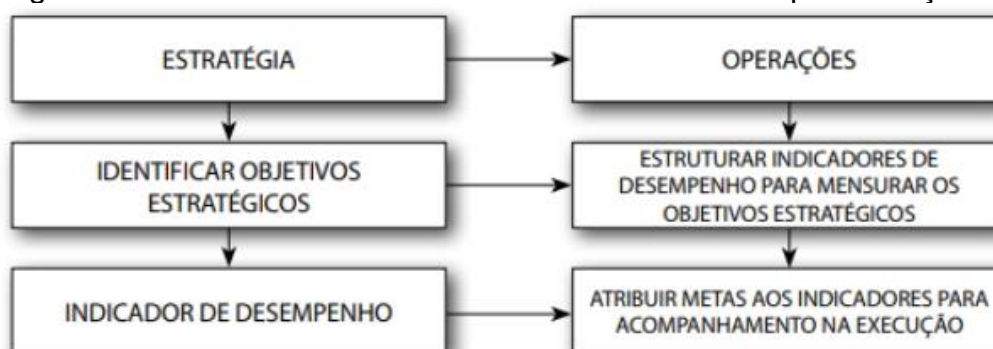 ESTRATÉGIA
OPERAÇÕES
IDENTIFICAR OBJETIVOS
ESTRATÉGICOS
ESTRUTURAR INDICADORES DE
DESEMPENHO PARA MENSURAR OS
OBJETIVOS ESTRATÉGICOS
INDICADOR DE DESEMPENHO
ATRIBUIR METAS AOS INDICADORES PARA
ACOMPANHAMENTO NA EXECUÇÃO